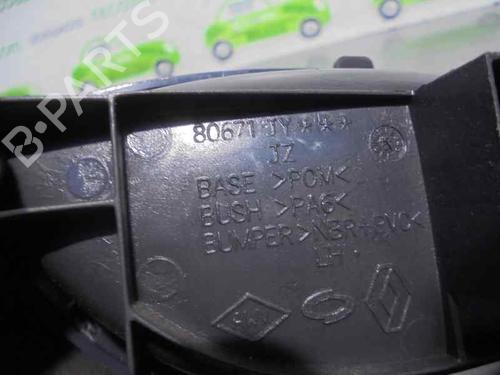 B-PARTS
80671 JY***
JZ
BASE >POM<
BUSH >PA6<
BUMPER >NBR+PVC<
LH